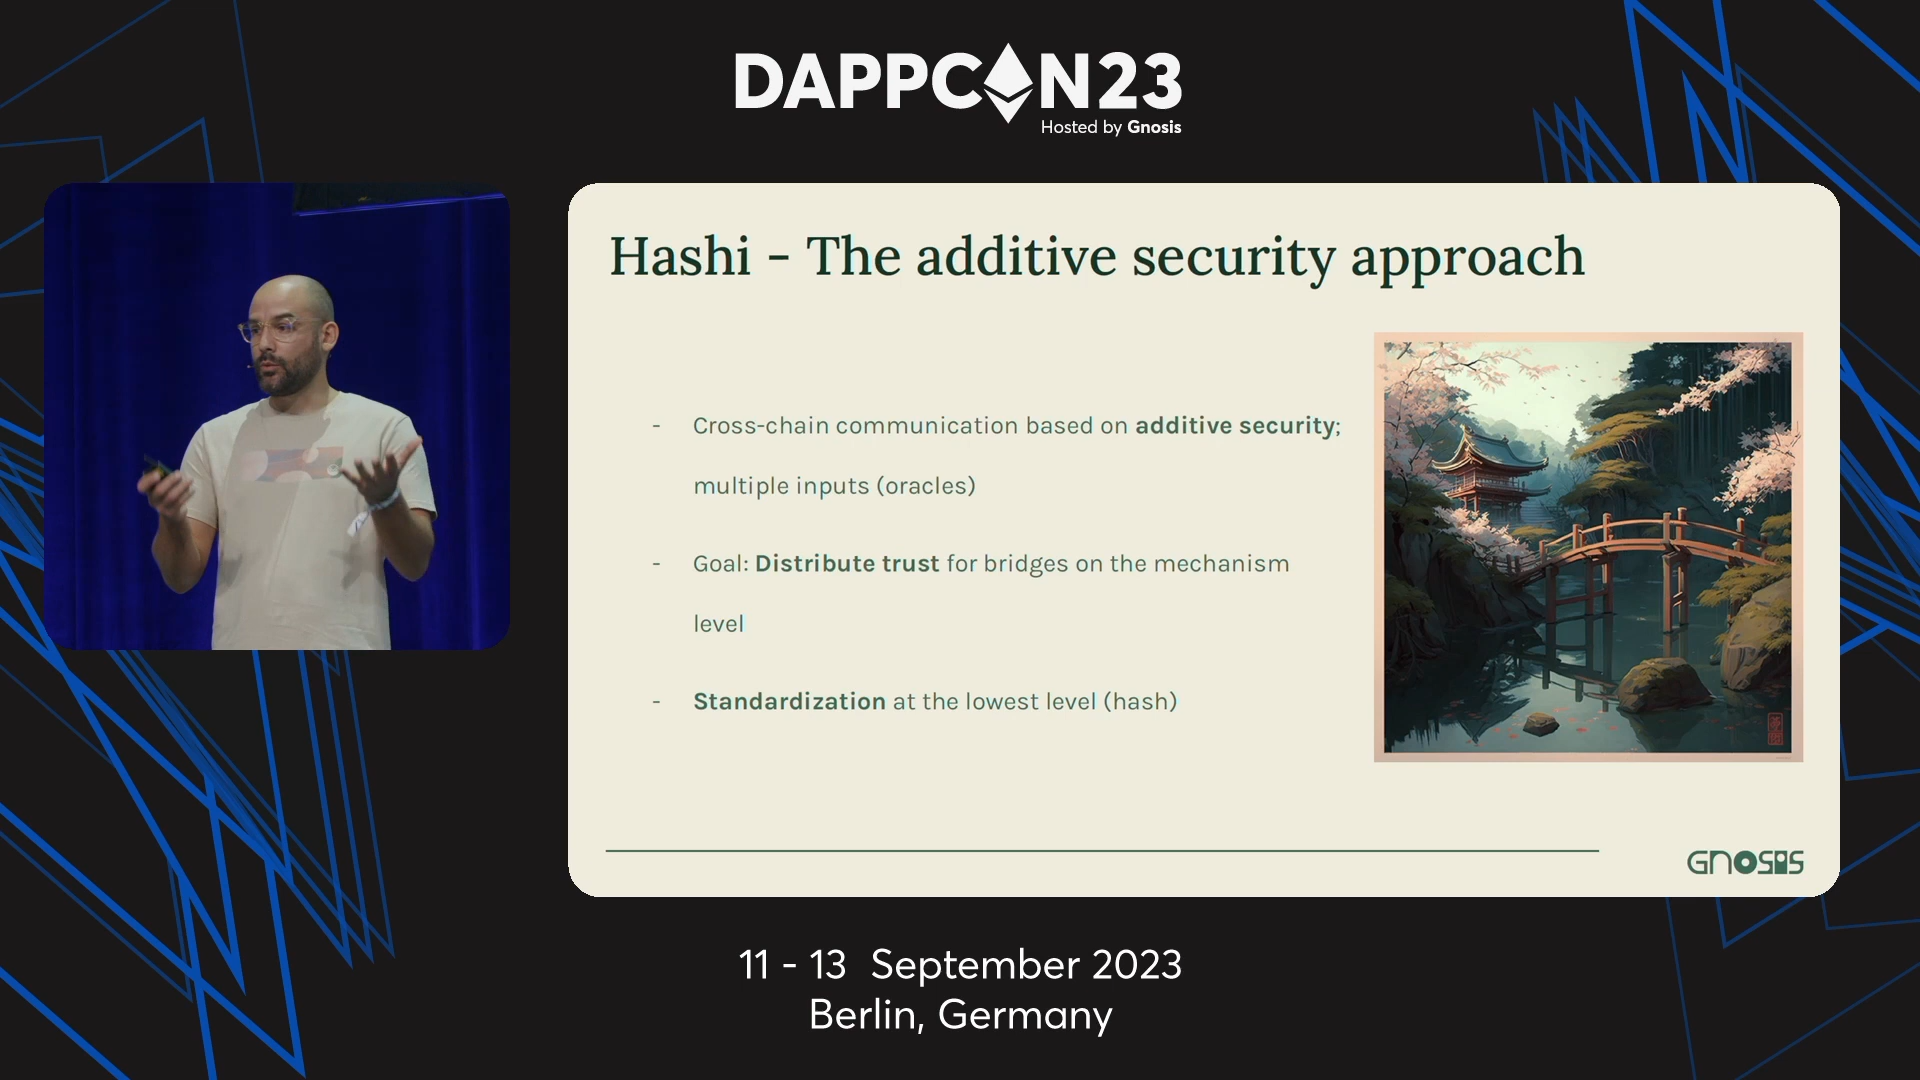 DAPPCON23
Hosted by Gnosis
Hashi - The additive security approach
- Cross-chain communication based on additive security;
multiple inputs (oracles)
- Goal: Distribute trust for bridges on the mechanism
level
- Standardization at the lowest level (hash)
GNOSIS
11 - 13 September 2023
Berlin, Germany